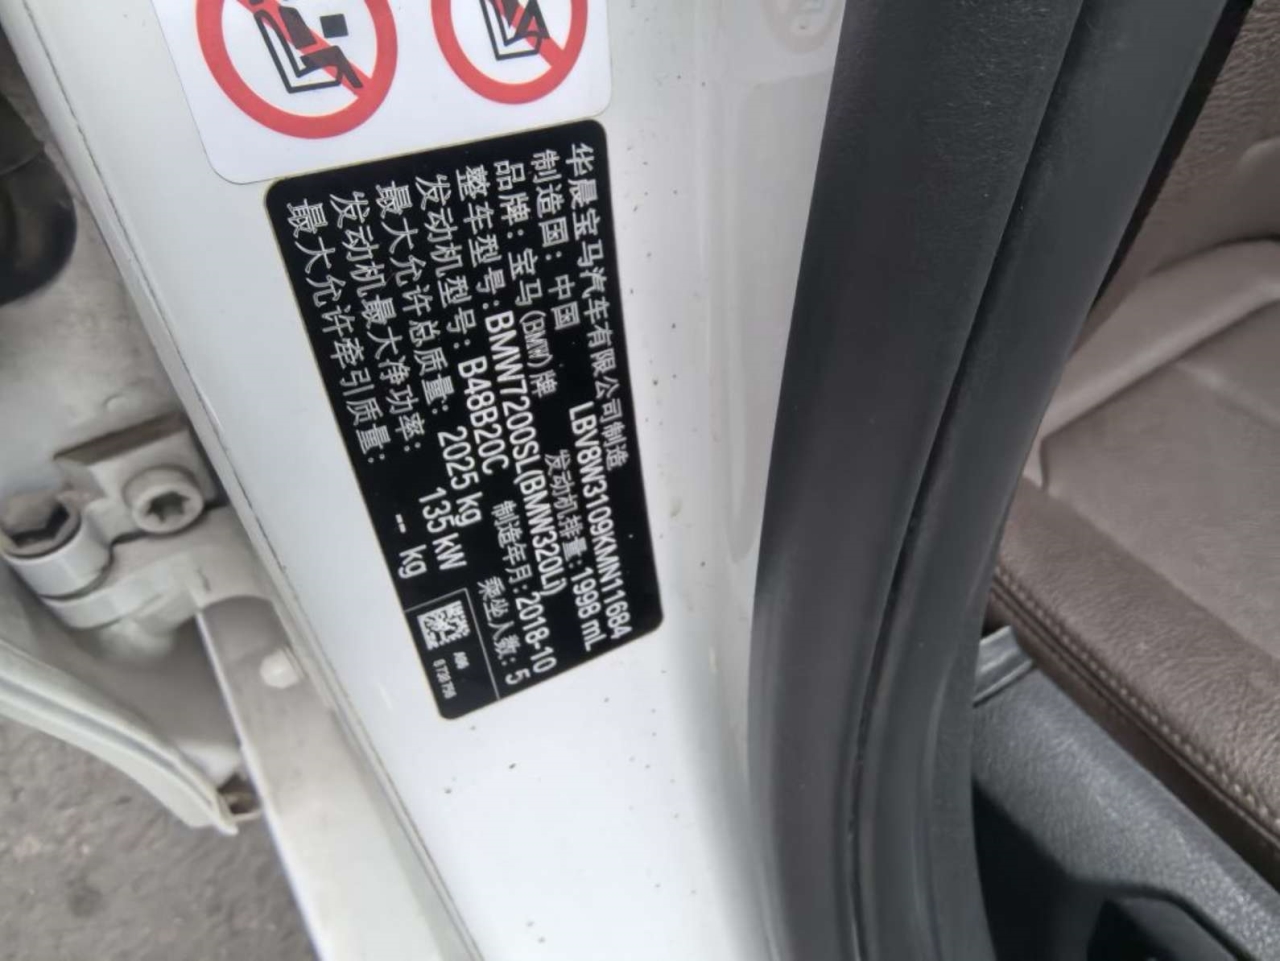 华晨宝马汽车有限公司制造
制造国：中国 LBV8W3109KMN11684
品牌：宝马(BMW)牌 发动机排量：1998 mL
整车型号：BMW7200SL(BMW320Li)
发动机型号：B48B20C 制造年月：2018-10
最大允许总质量：2025 kg 乘坐人数：5
发动机最大净功率：135 kW
最大允许牵引质量：-- kg